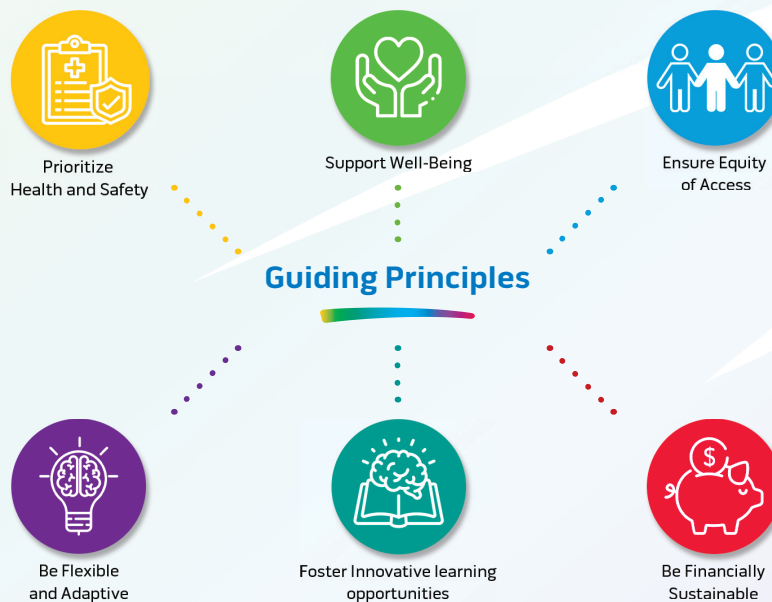 Prioritize
Health and Safety
Support Well-Being
Ensure Equity
of Access
Guiding Principles
Be Flexible
and Adaptive
Foster Innovative learning
opportunities
$
Be Financially
Sustainable